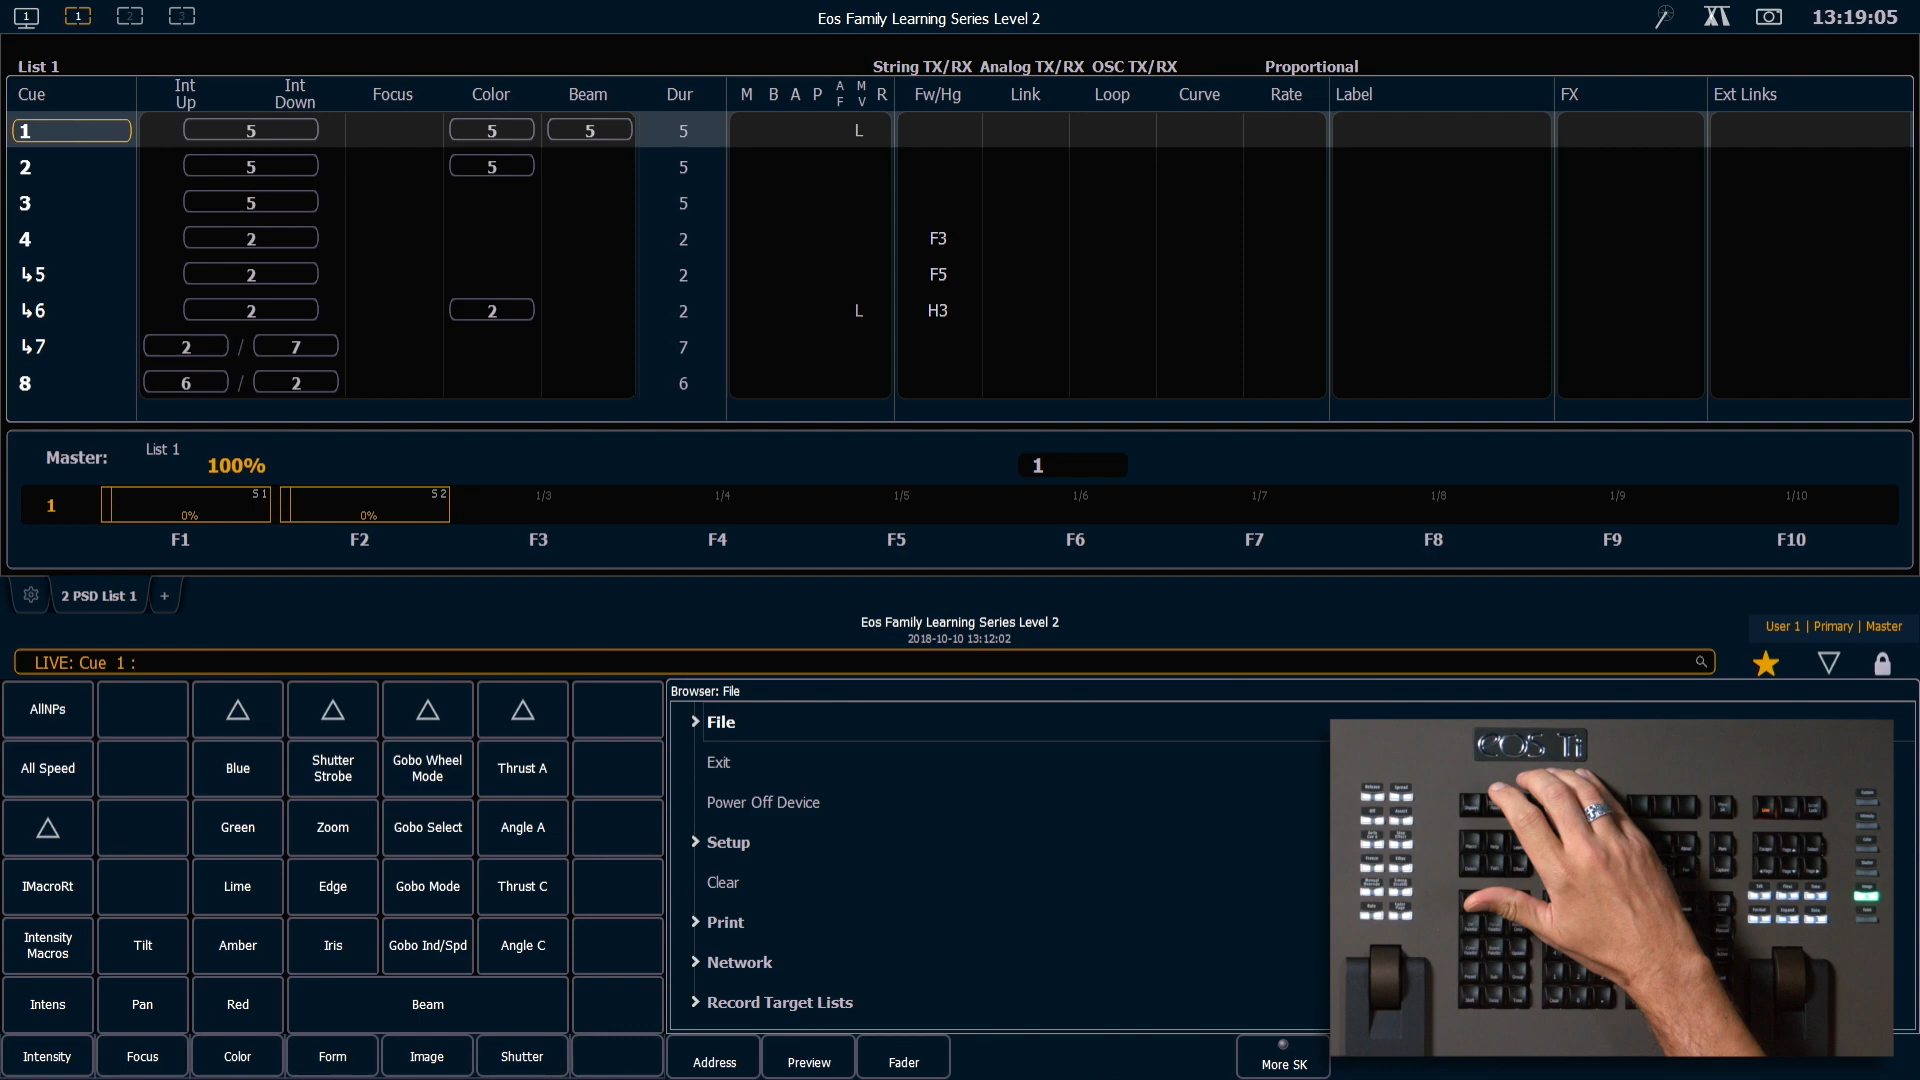 1 1 2 3 Eos Family Learning Series Level 2 13:19:05
List 1 String TX/RX Analog TX/RX OSC TX/RX Proportional
Cue Int Up Int Down Focus Color Beam Dur M B A P AF MV R Fw/Hg Link Loop Curve Rate Label FX Ext Links
1 5 5 5 5 L
2 5 5 5
3 5 5
4 2 2 F3
↳5 2 2 F5
↳6 2 2 2 L H3
↳7 2 / 7 7
8 6 / 2 6
Master: List 1 100% 1
1 S 1 0% S 2 0% 1/3 1/4 1/5 1/6 1/7 1/8 1/9 1/10
F1 F2 F3 F4 F5 F6 F7 F8 F9 F10
2 PSD List 1 +
Eos Family Learning Series Level 2
2018-10-10 13:12:02
User 1 | Primary | Master
LIVE: Cue 1 :
AllNPs
All Speed Blue Shutter Strobe Gobo Wheel Mode Thrust A
Green Zoom Gobo Select Angle A
IMacroRt Lime Edge Gobo Mode Thrust C
Intensity Macros Tilt Amber Iris Gobo Ind/Spd Angle C
Intens Pan Red Beam
Intensity Focus Color Form Image Shutter
Browser: File
File
Exit
Power Off Device
Setup
Clear
Print
Network
Record Target Lists
Address Preview Fader More SK
eos Ti